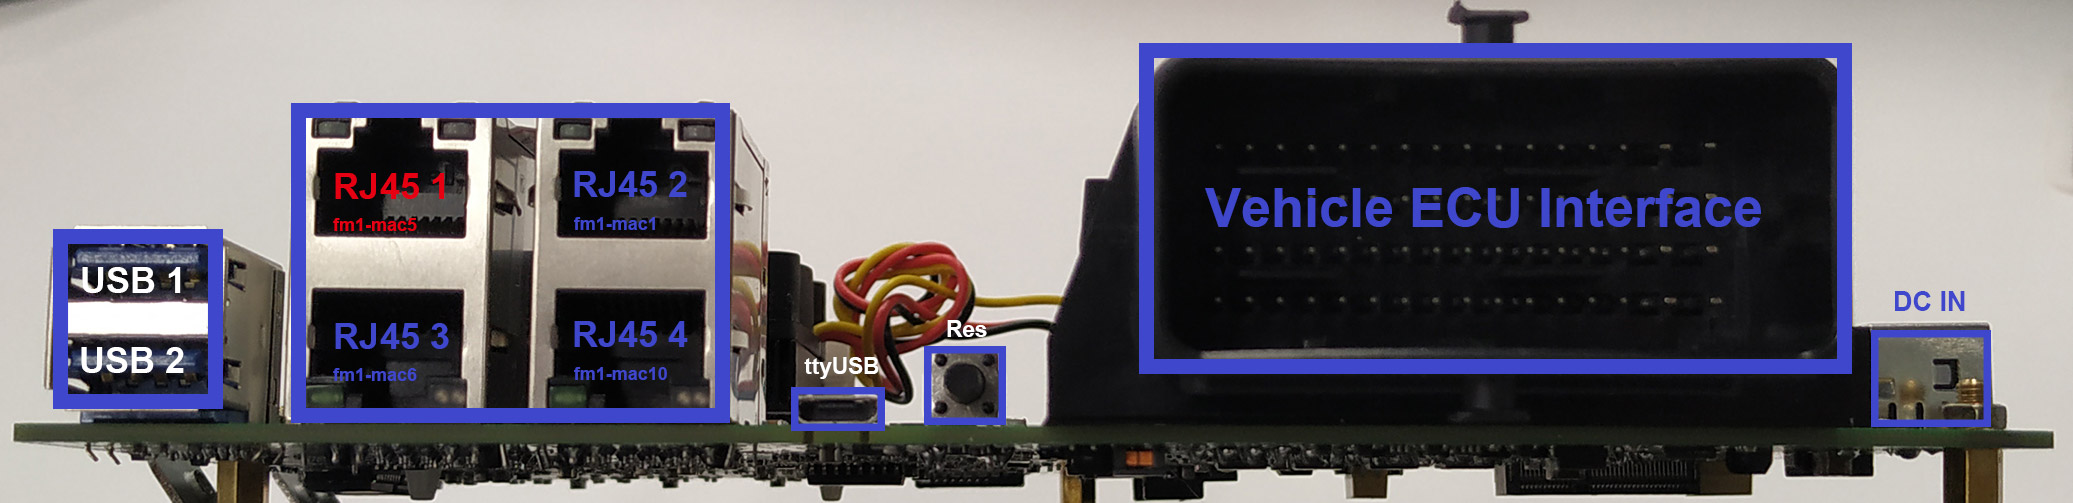 USB 1
USB 2
RJ45 1
fm1-mac5
RJ45 2
fm1-mac1
RJ45 3
fm1-mac6
RJ45 4
fm1-mac10
ttyUSB
Res
Vehicle ECU Interface
DC IN